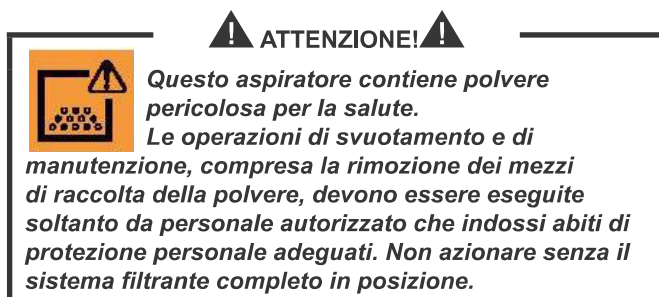 ATTENZIONE!
Questo aspiratore contiene polvere
pericolosa per la salute.
Le operazioni di svuotamento e di
manutenzione, compresa la rimozione dei mezzi
di raccolta della polvere, devono essere eseguite
soltanto da personale autorizzato che indossi abiti di
protezione personale adeguati. Non azionare senza il
sistema filtrante completo in posizione.